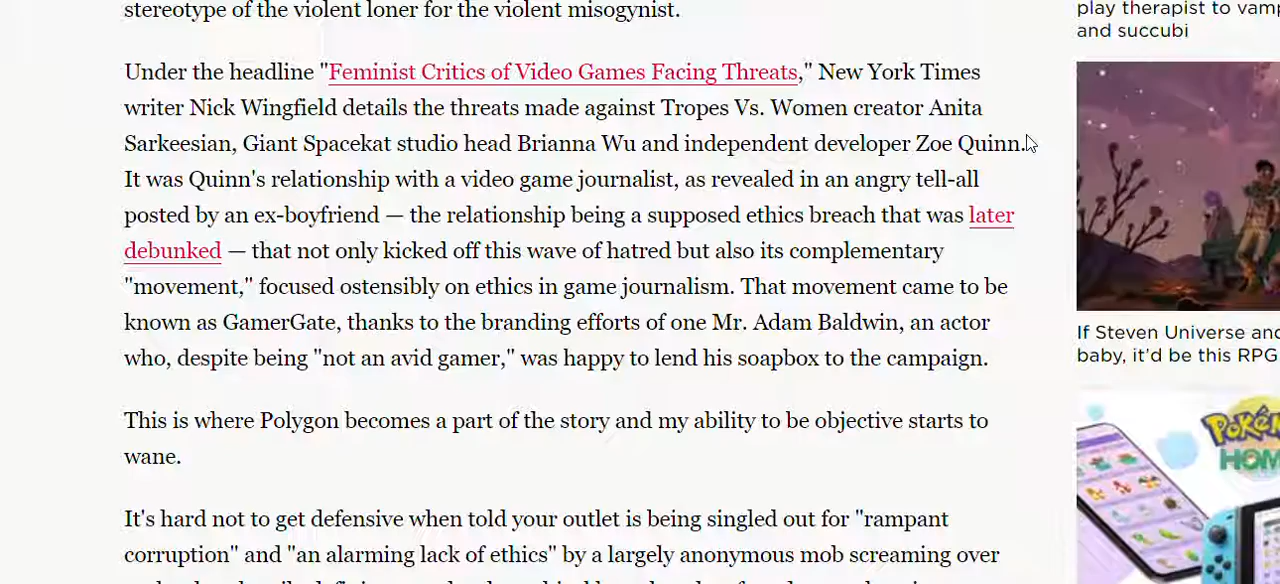 stereotype of the violent loner for the violent misogynist.
Under the headline "Feminist Critics of Video Games Facing Threats," New York Times
writer Nick Wingfield details the threats made against Tropes Vs. Women creator Anita
Sarkeesian, Giant Spacekat studio head Brianna Wu and independent developer Zoe Quinn.
It was Quinn's relationship with a video game journalist, as revealed in an angry tell-all
posted by an ex-boyfriend — the relationship being a supposed ethics breach that was later
debunked — that not only kicked off this wave of hatred but also its complementary
"movement," focused ostensibly on ethics in game journalism. That movement came to be
known as GamerGate, thanks to the branding efforts of one Mr. Adam Baldwin, an actor
who, despite being "not an avid gamer," was happy to lend his soapbox to the campaign.
This is where Polygon becomes a part of the story and my ability to be objective starts to
wane.
It's hard not to get defensive when told your outlet is being singled out for "rampant
corruption" and "an alarming lack of ethics" by a largely anonymous mob screaming over
play therapist to vamp
and succubi
If Steven Universe and
baby, it'd be this RPG
Pokém
HOM